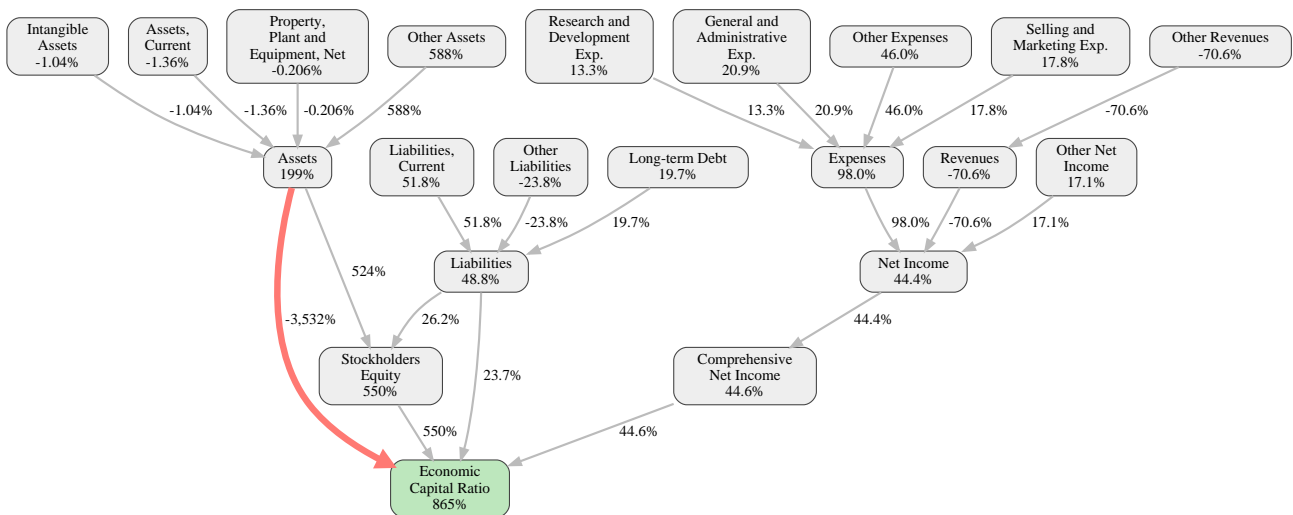 Intangible
Assets
-1.04%
Assets,
Current
-1.36%
Property,
Plant and
Equipment, Net
-0.206%
Other Assets
588%
Research and
Development
Exp.
13.3%
General and
Administrative
Exp.
20.9%
Other Expenses
46.0%
Selling and
Marketing Exp.
17.8%
Other Revenues
-70.6%
-1.04%
-1.36%
-0.206%
588%
13.3%
20.9%
46.0%
17.8%
-70.6%
Assets
199%
Liabilities,
Current
51.8%
Other
Liabilities
-23.8%
Long-term Debt
19.7%
Expenses
98.0%
Revenues
-70.6%
Other Net
Income
17.1%
51.8%
-23.8%
19.7%
98.0%
-70.6%
17.1%
524%
Liabilities
48.8%
Net Income
44.4%
-3,532%
26.2%
44.4%
Stockholders
Equity
550%
23.7%
Comprehensive
Net Income
44.6%
550%
44.6%
Economic
Capital Ratio
865%